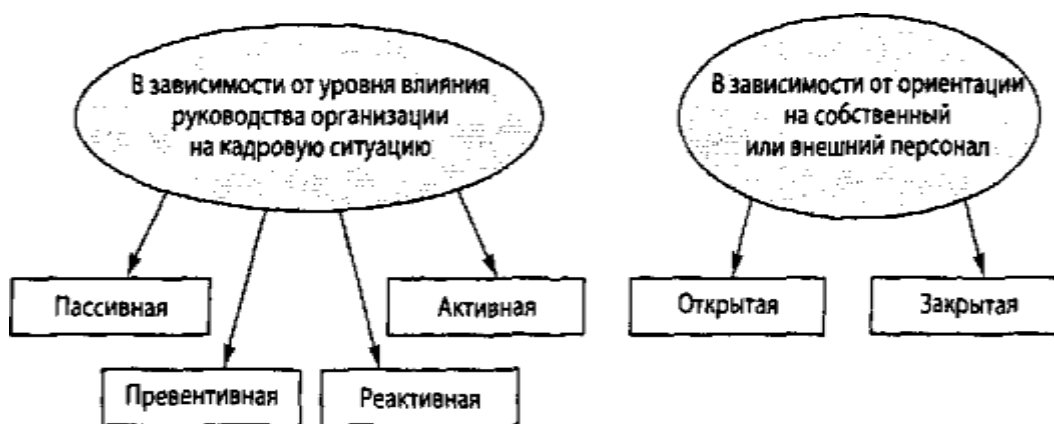 В зависимости от уровня влияния
руководства организации
на кадровую ситуацию
Пассивная
Превентивная
Реактивная
Активная
В зависимости от ориентации
на собственный
или внешний персонал
Открытая
Закрытая